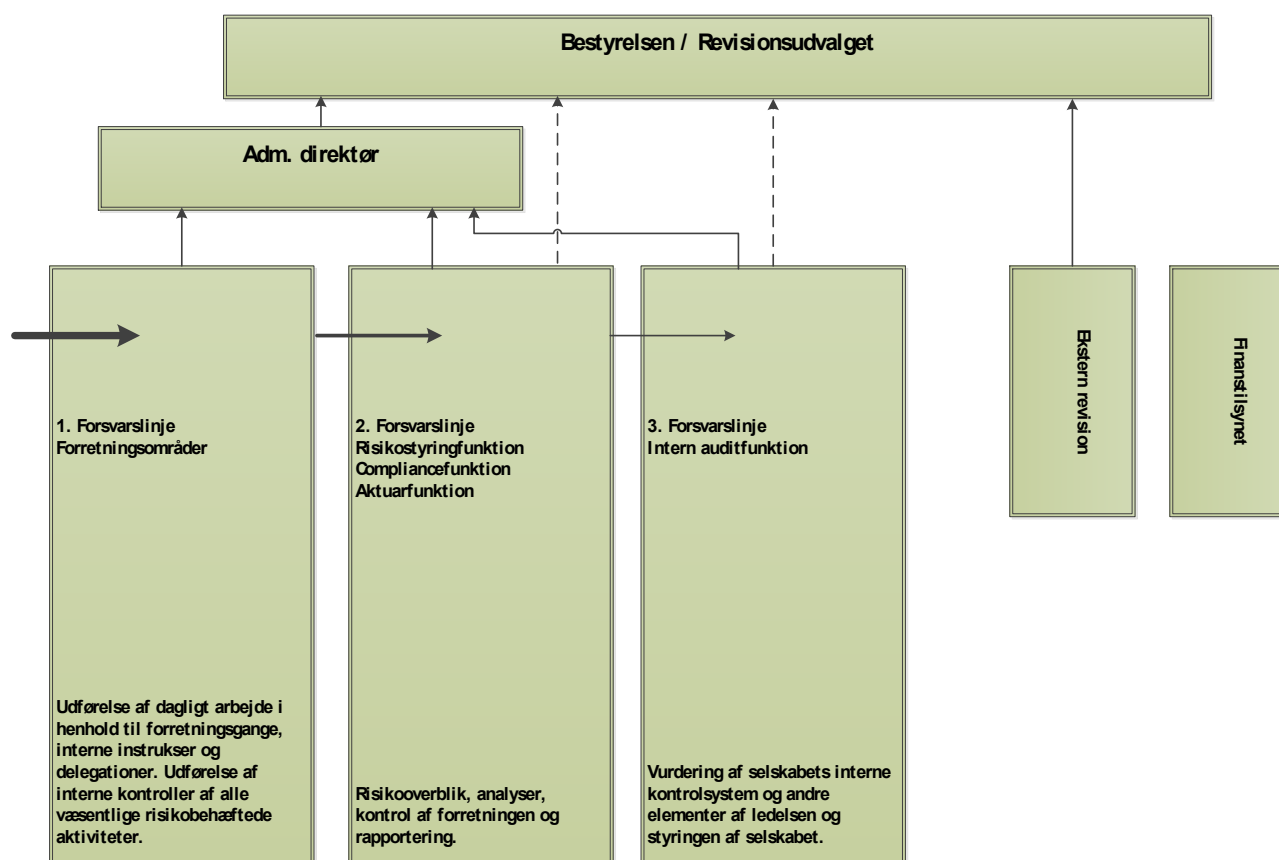 Bestyrelsen / Revisionsudvalget
Adm. direktør
1. Forsvarslinje
Forretningsområder
Udførelse af dagligt arbejde i
henhold til forretningsgange,
interne instrukser og
delegationer. Udførelse af
interne kontroller af alle
væsentlige risikobehæftede
aktiviteter.
2. Forsvarslinje
Risikostyringfunktion
Compliancefunktion
Aktuarfunktion
Risikooverblik, analyser,
kontrol af forretningen og
rapportering.
3. Forsvarslinje
Intern auditfunktion
Vurdering af selskabets interne
kontrolsystem og andre
elementer af ledelsen og
styringen af selskabet.
Ekstern revision
Finanstilsynet